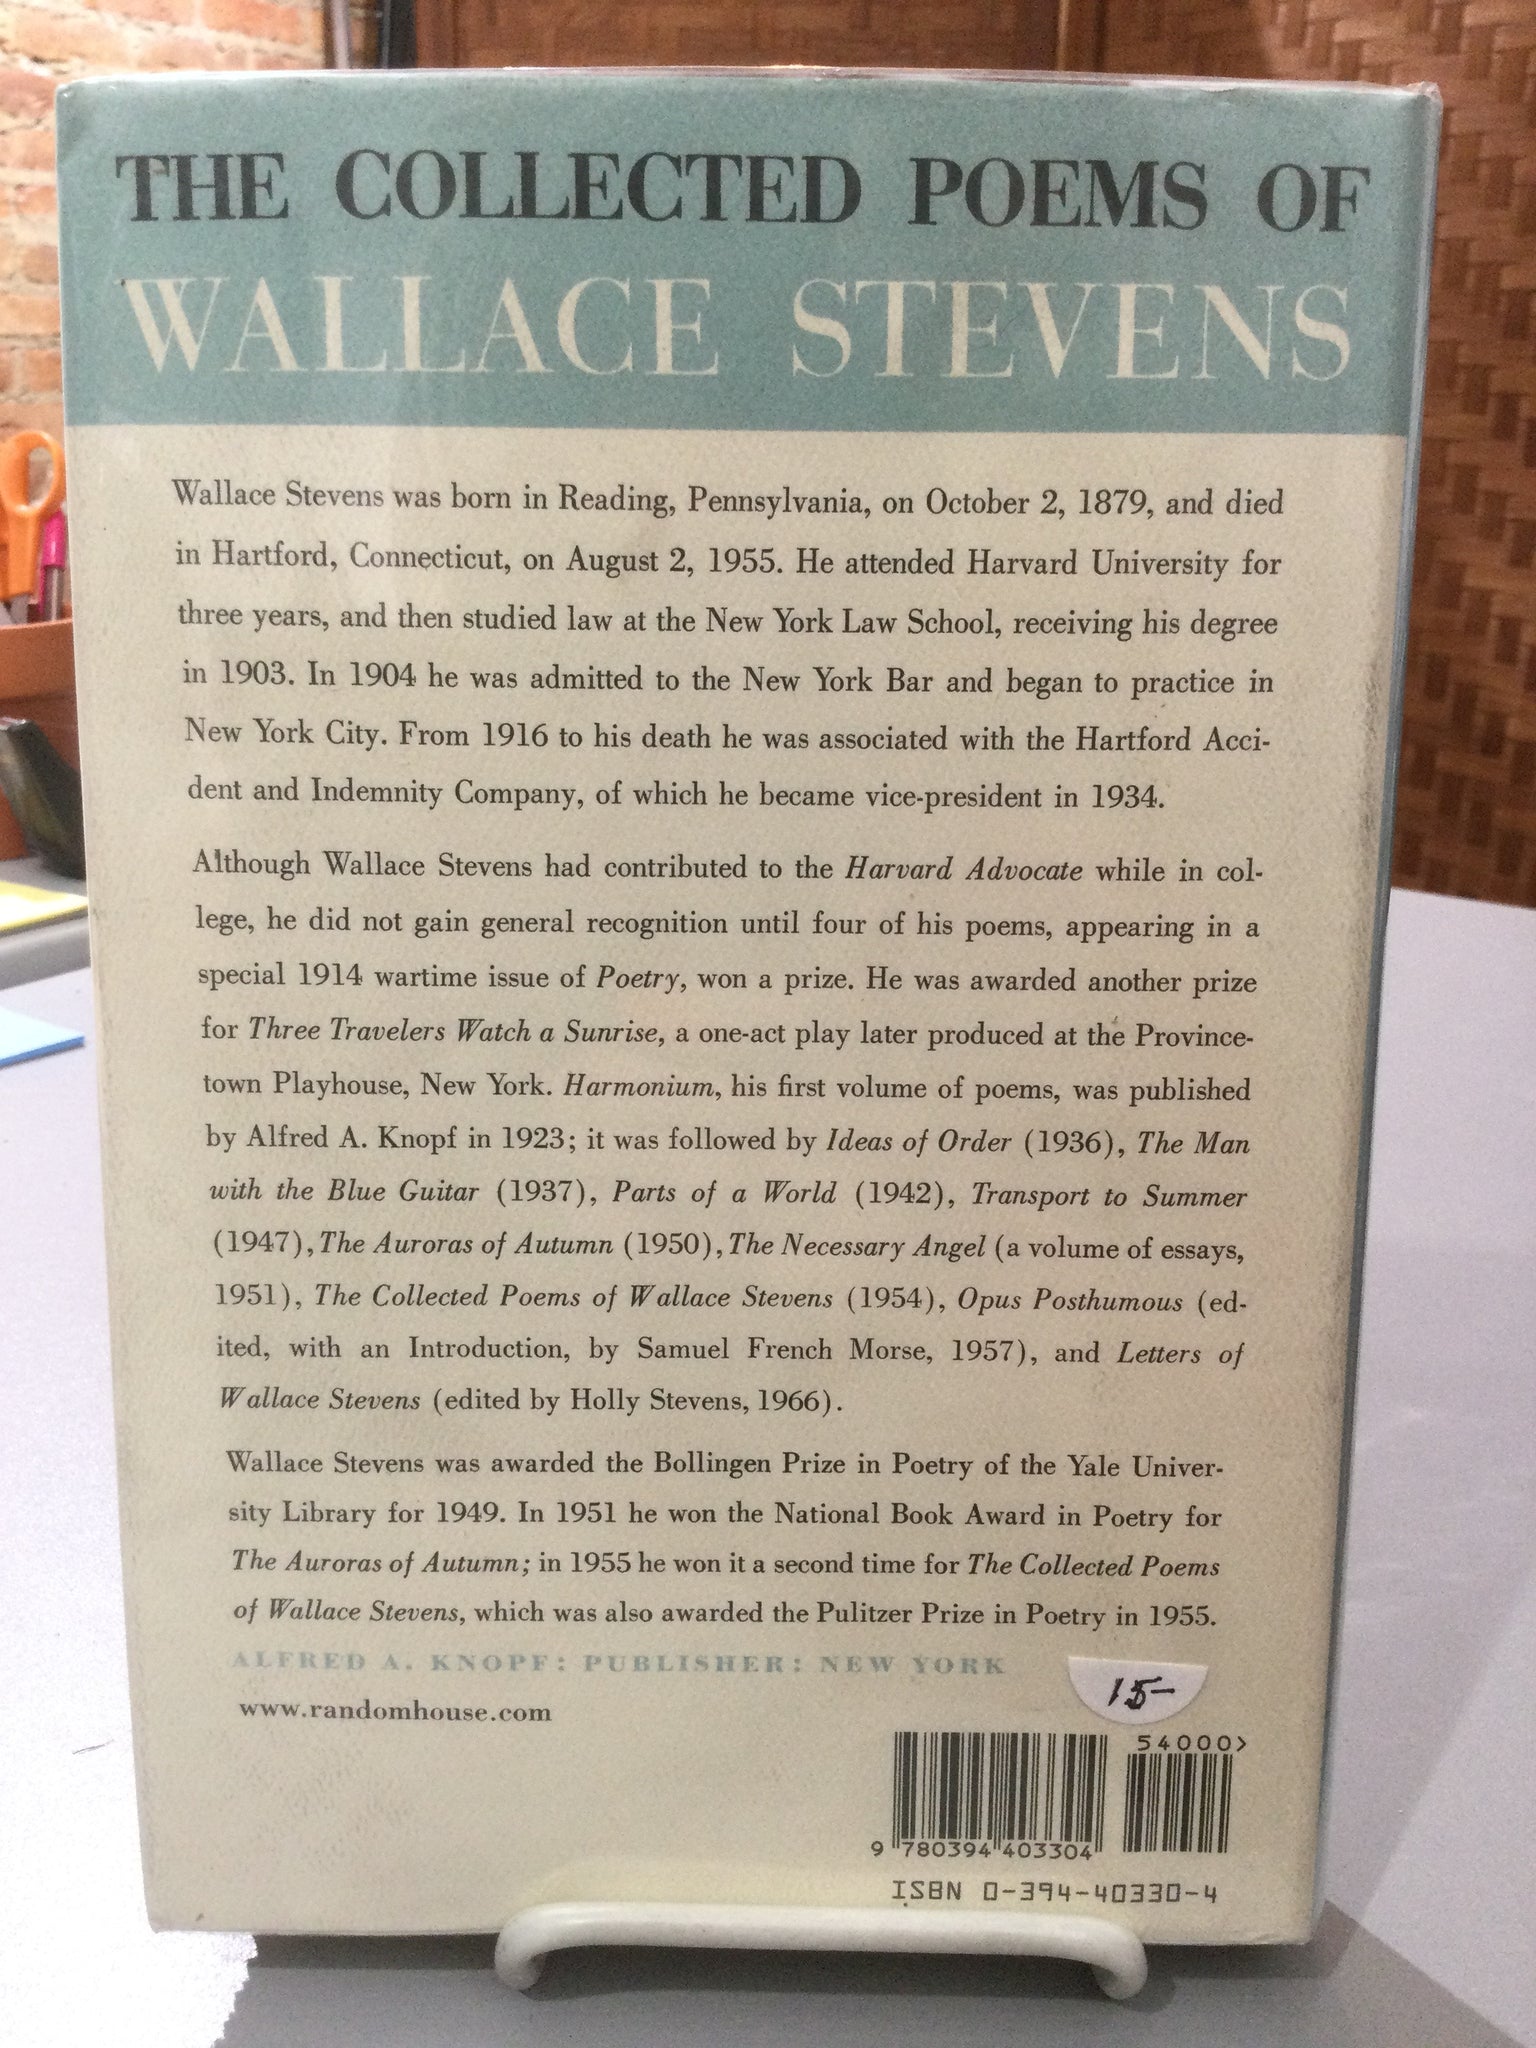 THE COLLECTED POEMS OF
WALLACE STEVENS
Wallace Stevens was born in Reading, Pennsylvania, on October 2, 1879, and died
in Hartford, Connecticut, on August 2, 1955. He attended Harvard University for
three years, and then studied law at the New York Law School, receiving his degree
in 1903. In 1904 he was admitted to the New York Bar and began to practice in
New York City. From 1916 to his death he was associated with the Hartford Acci-
dent and Indemnity Company, of which he became vice-president in 1934.
Although Wallace Stevens had contributed to the Harvard Advocate while in col-
lege, he did not gain general recognition until four of his poems, appearing in a
special 1914 wartime issue of Poetry, won a prize. He was awarded another prize
for Three Travelers Watch a Sunrise, a one-act play later produced at the Province-
town Playhouse, New York. Harmonium, his first volume of poems, was published
by Alfred A. Knopf in 1923; it was followed by Ideas of Order (1936), The Man
with the Blue Guitar (1937), Parts of a World (1942), Transport to Summer
(1947), The Auroras of Autumn (1950), The Necessary Angel (a volume of essays,
1951), The Collected Poems of Wallace Stevens (1954), Opus Posthumous (ed-
ited, with an Introduction, by Samuel French Morse, 1957), and Letters of
Wallace Stevens (edited by Holly Stevens, 1966).
Wallace Stevens was awarded the Bollingen Prize in Poetry of the Yale Univer-
sity Library for 1949. In 1951 he won the National Book Award in Poetry for
The Auroras of Autumn; in 1955 he won it a second time for The Collected Poems
of Wallace Stevens, which was also awarded the Pulitzer Prize in Poetry in 1955.
ALFRED A. KNOPF: PUBLISHER: NEW YORK
www.randomhouse.com
15-
54000>
9 780394 403304
ISBN 0-394-40330-4